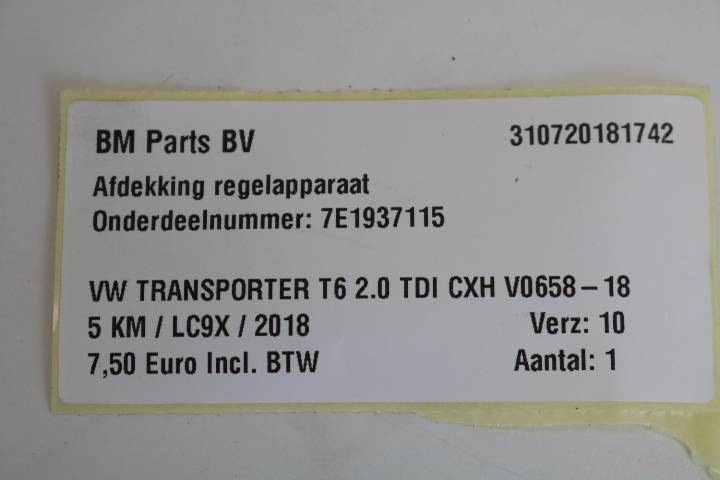 BM Parts BV 310720181742
Afdekking regelapparaat
Onderdeelnummer: 7E1937115
VW TRANSPORTER T6 2.0 TDI CXH V0658-18
5 KM / LC9X / 2018 Verz: 10
7,50 Euro Incl. BTW Aantal: 1